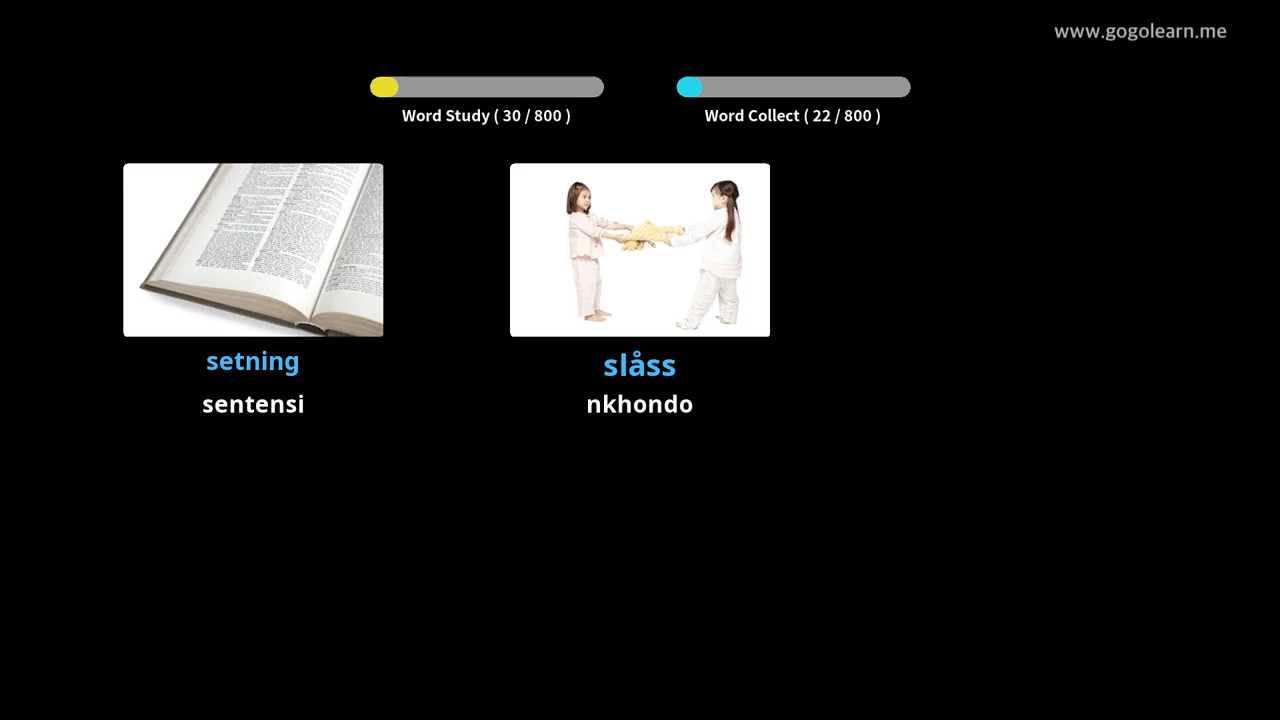 www.gogolearn.me
Word Study ( 30 / 800 )
Word Collect ( 22 / 800 )
setning
sentensi
slåss
nkhondo